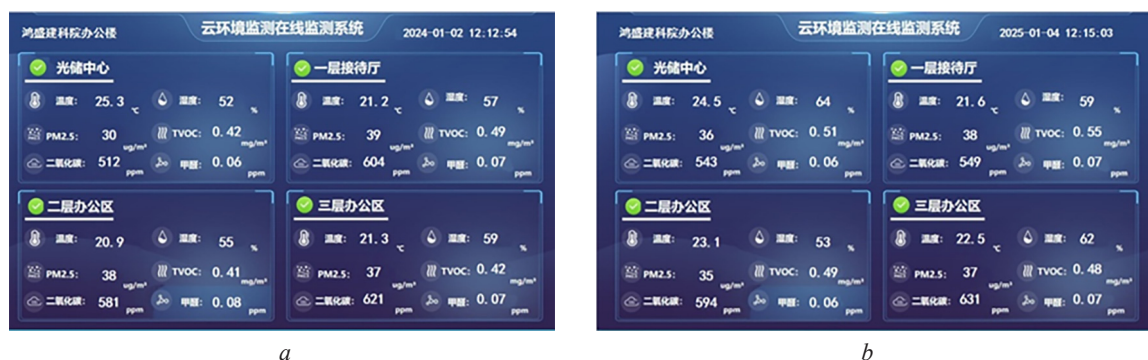 鸿盛建科院办公楼 云环境监测在线监测系统 2024-01-02 12:12:54
光储中心
温度: 25.3 ℃ 湿度: 52 %
PM2.5: 30 ug/m³ TVOC: 0.42 mg/m³
二氧化碳: 512 ppm 甲醛: 0.06 ppm
一层接待厅
温度: 21.2 ℃ 湿度: 57 %
PM2.5: 39 ug/m³ TVOC: 0.49 mg/m³
二氧化碳: 604 ppm 甲醛: 0.07 ppm
二层办公区
温度: 20.9 ℃ 湿度: 55 %
PM2.5: 38 ug/m³ TVOC: 0.41 mg/m³
二氧化碳: 581 ppm 甲醛: 0.08 ppm
三层办公区
温度: 21.3 ℃ 湿度: 59 %
PM2.5: 37 ug/m³ TVOC: 0.42 mg/m³
二氧化碳: 621 ppm 甲醛: 0.07 ppm
a
鸿盛建科院办公楼 云环境监测在线监测系统 2025-01-04 12:15:03
光储中心
温度: 24.5 ℃ 湿度: 64 %
PM2.5: 36 ug/m³ TVOC: 0.51 mg/m³
二氧化碳: 543 ppm 甲醛: 0.06 ppm
一层接待厅
温度: 21.6 ℃ 湿度: 59 %
PM2.5: 38 ug/m³ TVOC: 0.55 mg/m³
二氧化碳: 549 ppm 甲醛: 0.07 ppm
二层办公区
温度: 23.1 ℃ 湿度: 53 %
PM2.5: 35 ug/m³ TVOC: 0.49 mg/m³
二氧化碳: 594 ppm 甲醛: 0.06 ppm
三层办公区
温度: 22.5 ℃ 湿度: 62 %
PM2.5: 37 ug/m³ TVOC: 0.48 mg/m³
二氧化碳: 631 ppm 甲醛: 0.07 ppm
b